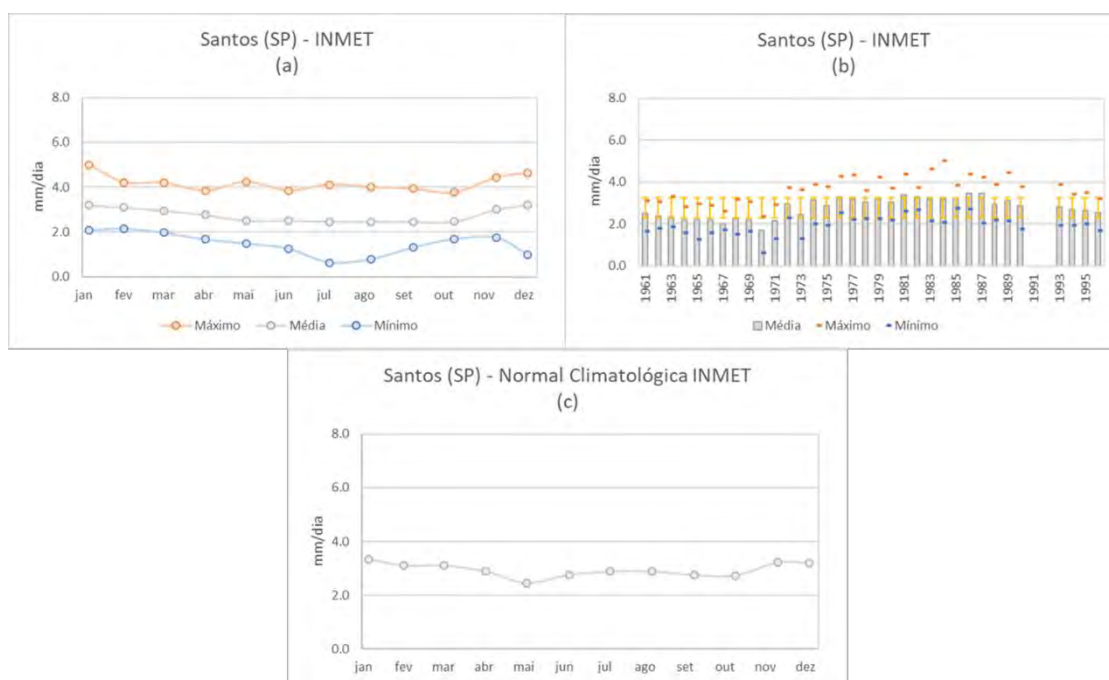 Santos (SP) - INMET
(a)
8.0
6.0
4.0
2.0
0.0
mm/dia
jan fev mar abr mai jun jul ago set out nov dez
Máximo Média Mínimo
Santos (SP) - INMET
(b)
8.0
6.0
4.0
2.0
0.0
mm/dia
1961 1963 1965 1967 1969 1971 1973 1975 1977 1979 1981 1983 1985 1987 1989 1991 1993 1995
Média Máximo Mínimo
Santos (SP) - Normal Climatológica INMET
(c)
8.0
6.0
4.0
2.0
0.0
mm/dia
jan fev mar abr mai jun jul ago set out nov dez